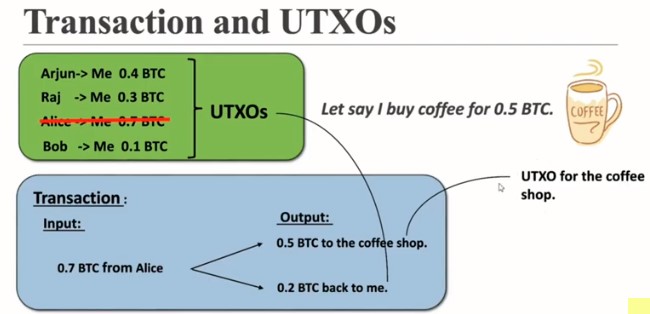 Transaction and UTXOs
Arjun-> Me 0.4 BTC
Raj -> Me 0.3 BTC
Alice -> Me 0.7 BTC
Bob -> Me 0.1 BTC
UTXOs
Let say I buy coffee for 0.5 BTC.
COFFEE
UTXO for the coffee
shop.
Transaction:
Input:
0.7 BTC from Alice
Output:
0.5 BTC to the coffee shop.
0.2 BTC back to me.